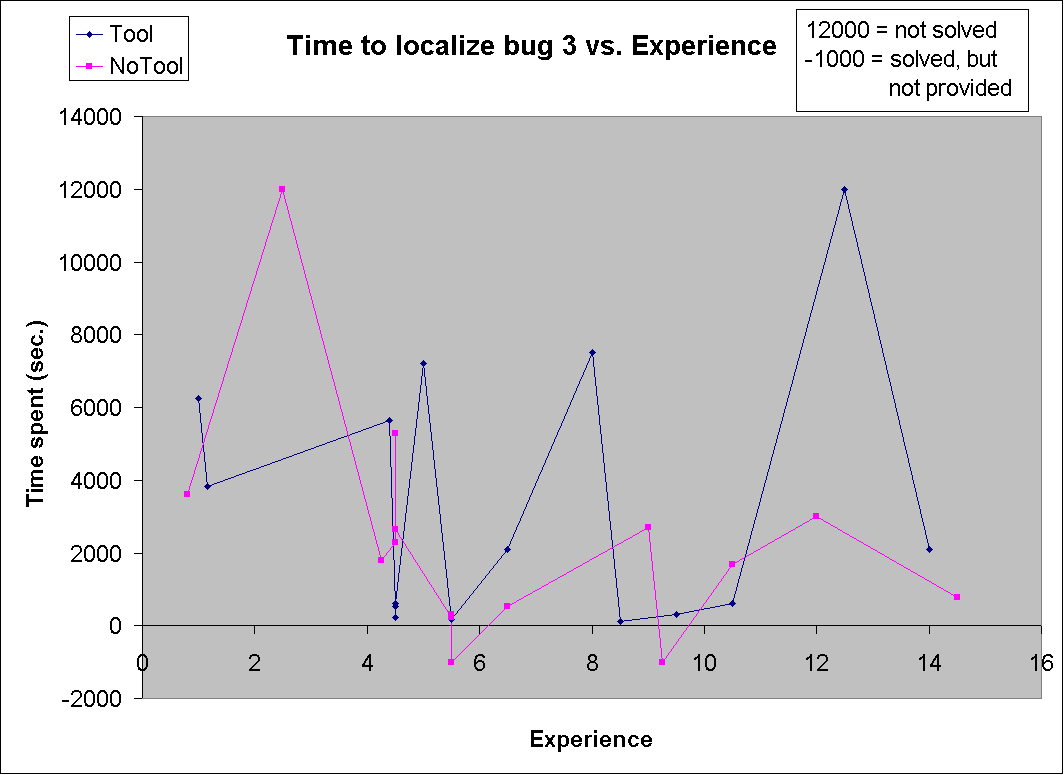 Tool
NoTool
Time to localize bug 3 vs. Experience
12000 = not solved
-1000 = solved, but
not provided
14000
12000
10000
8000
6000
4000
2000
0
-2000
Time spent (sec.)
0 2 4 6 8 10 12 14 16
Experience